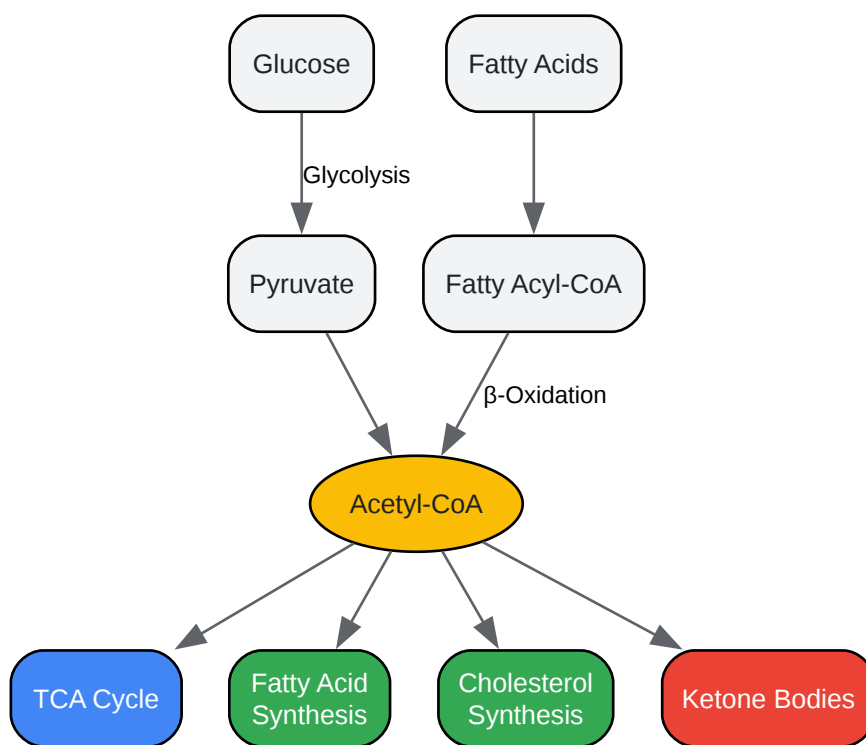 Glucose
Fatty Acids
Glycolysis
Pyruvate
Fatty Acyl-CoA
β-Oxidation
Acetyl-CoA
TCA Cycle
Fatty Acid
Synthesis
Cholesterol
Synthesis
Ketone Bodies